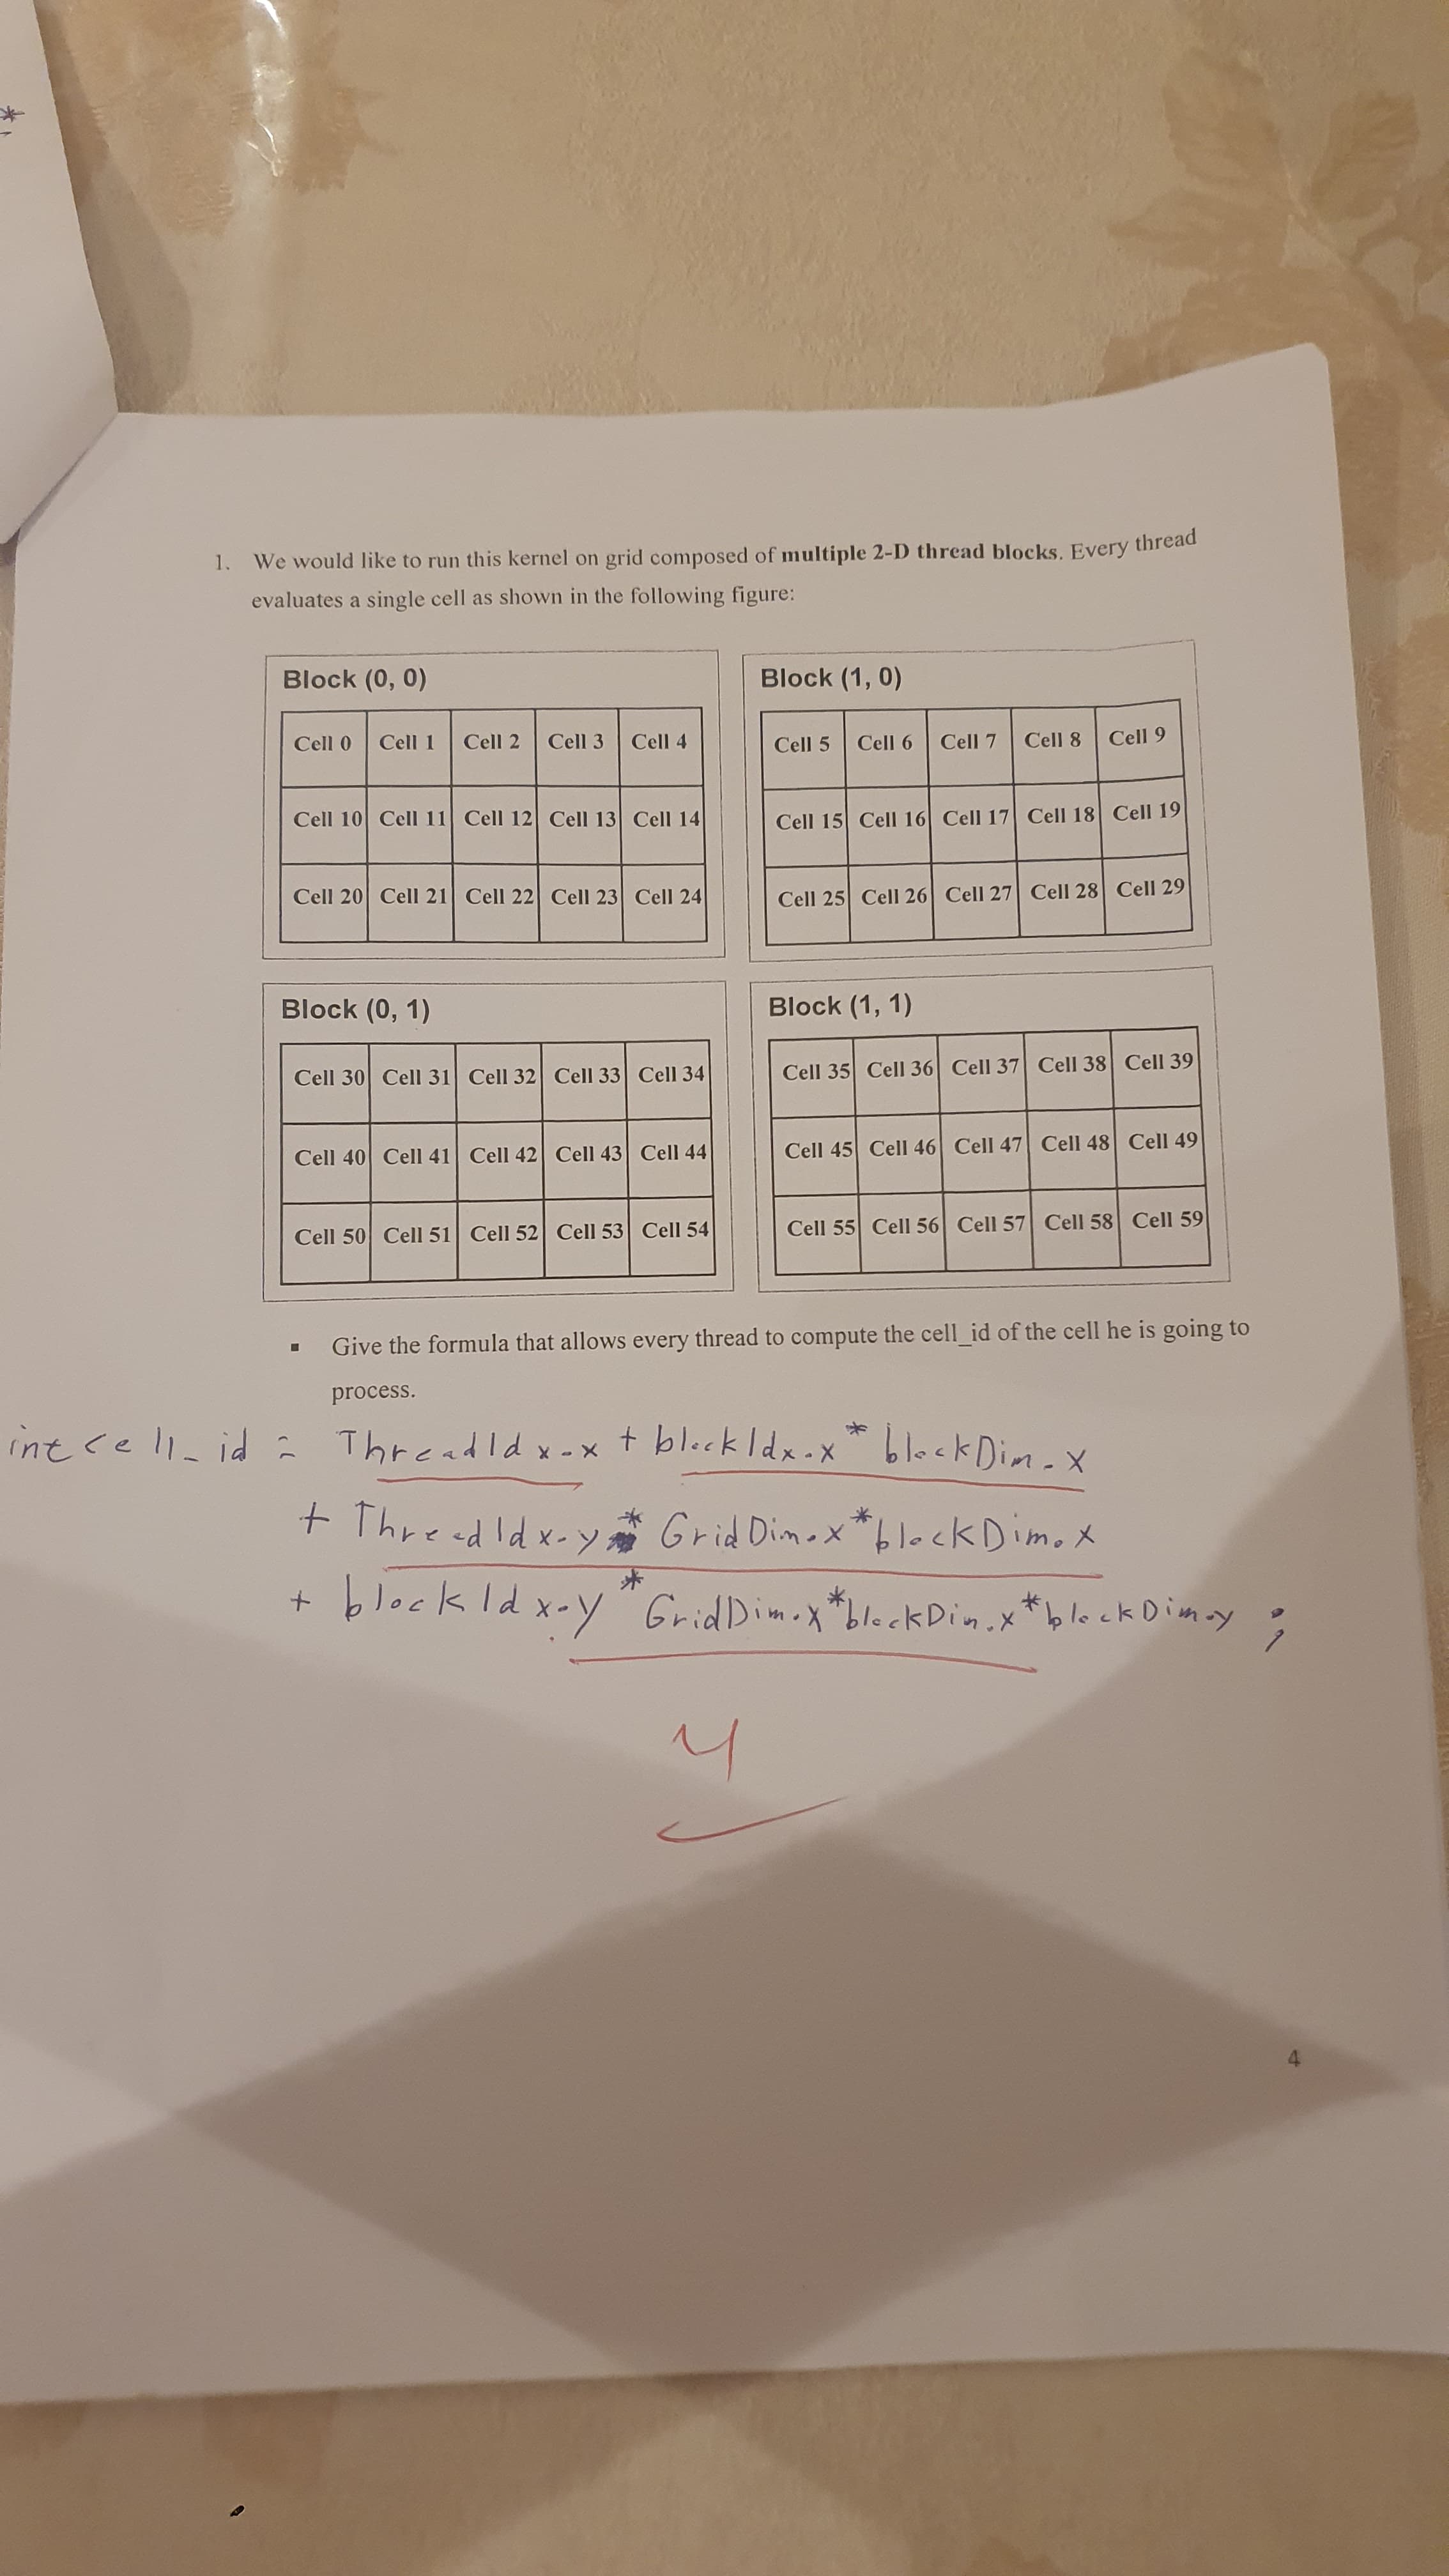 *
1. We would like to run this kernel on grid composed of multiple 2-D thread blocks. Every thread
evaluates a single cell as shown in the following figure:
Block (0, 0)
Cell 0 Cell 1 Cell 2 Cell 3 Cell 4
Cell 10 Cell 11 Cell 12 Cell 13 Cell 14
Cell 20 Cell 21 Cell 22 Cell 23 Cell 24
Block (1, 0)
Cell 5 Cell 6 Cell 7 Cell 8 Cell 9
Cell 15 Cell 16 Cell 17 Cell 18 Cell 19
Cell 25 Cell 26 Cell 27 Cell 28 Cell 29
Block (0, 1)
Cell 30 Cell 31 Cell 32 Cell 33 Cell 34
Cell 40 Cell 41 Cell 42 Cell 43 Cell 44
Cell 50 Cell 51 Cell 52 Cell 53 Cell 54
Block (1, 1)
Cell 35 Cell 36 Cell 37 Cell 38 Cell 39
Cell 45 Cell 46 Cell 47 Cell 48 Cell 49
Cell 55 Cell 56 Cell 57 Cell 58 Cell 59
▪ Give the formula that allows every thread to compute the cell_id of the cell he is going to
process.
int cell_id = ThreadIdx.x + blockIdx.x * blockDim.x
+ ThreadIdx.y * GridDim.x * blockDim.x
+ blockIdx.y * GridDim.x * blockDim.x * blockDim.y ;
4
4